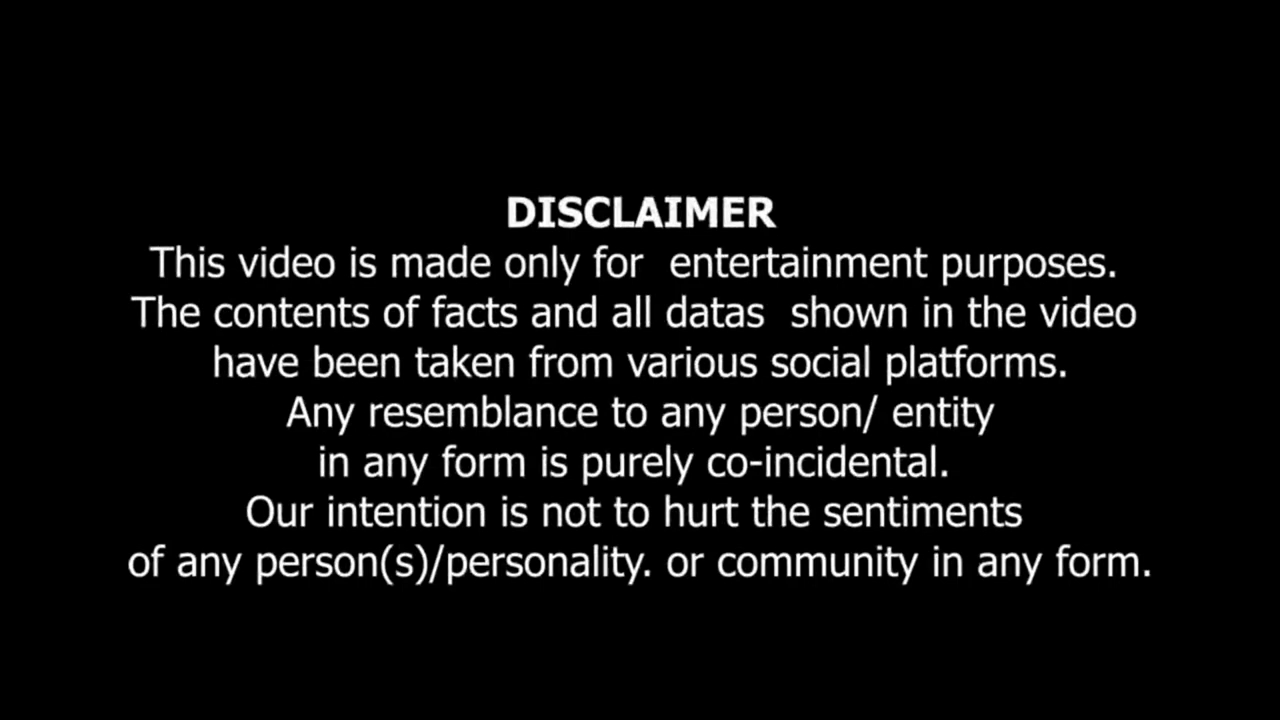 DISCLAIMER
This video is made only for  entertainment purposes.
The contents of facts and all datas  shown in the video
have been taken from various social platforms.
Any resemblance to any person/ entity
in any form is purely co-incidental.
Our intention is not to hurt the sentiments
of any person(s)/personality. or community in any form.